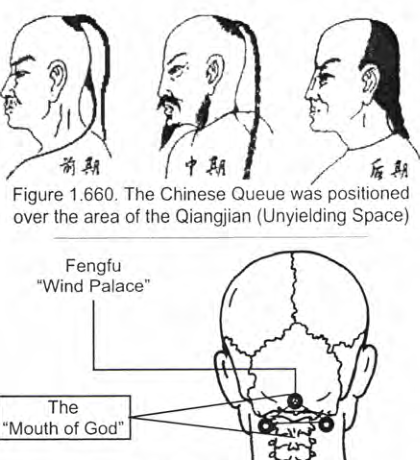 前期
中期
后期
Figure 1.660. The Chinese Queue was positioned
over the area of the Qiangjian (Unyielding Space)
Fengfu
"Wind Palace"
The
"Mouth of God"